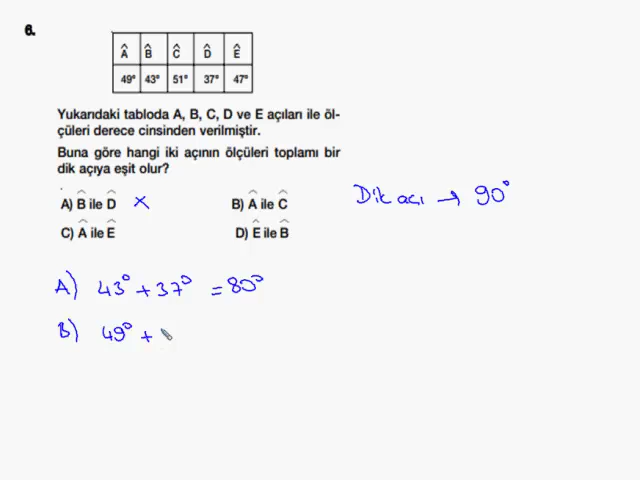 6.
Â B̂ Ĉ D̂ Ê
49° 43° 51° 37° 47°
Yukarıdaki tabloda A, B, C, D ve E açıları ile öl-
çüleri derece cinsinden verilmiştir.
Buna göre hangi iki açının ölçüleri toplamı bir
dik açıya eşit olur?
A) B̂ ile D̂ x B) Â ile Ĉ
Dik açı → 90°
C) Â ile Ê D) Ê ile B̂
A) 43° + 37° = 80°
B) 49° +